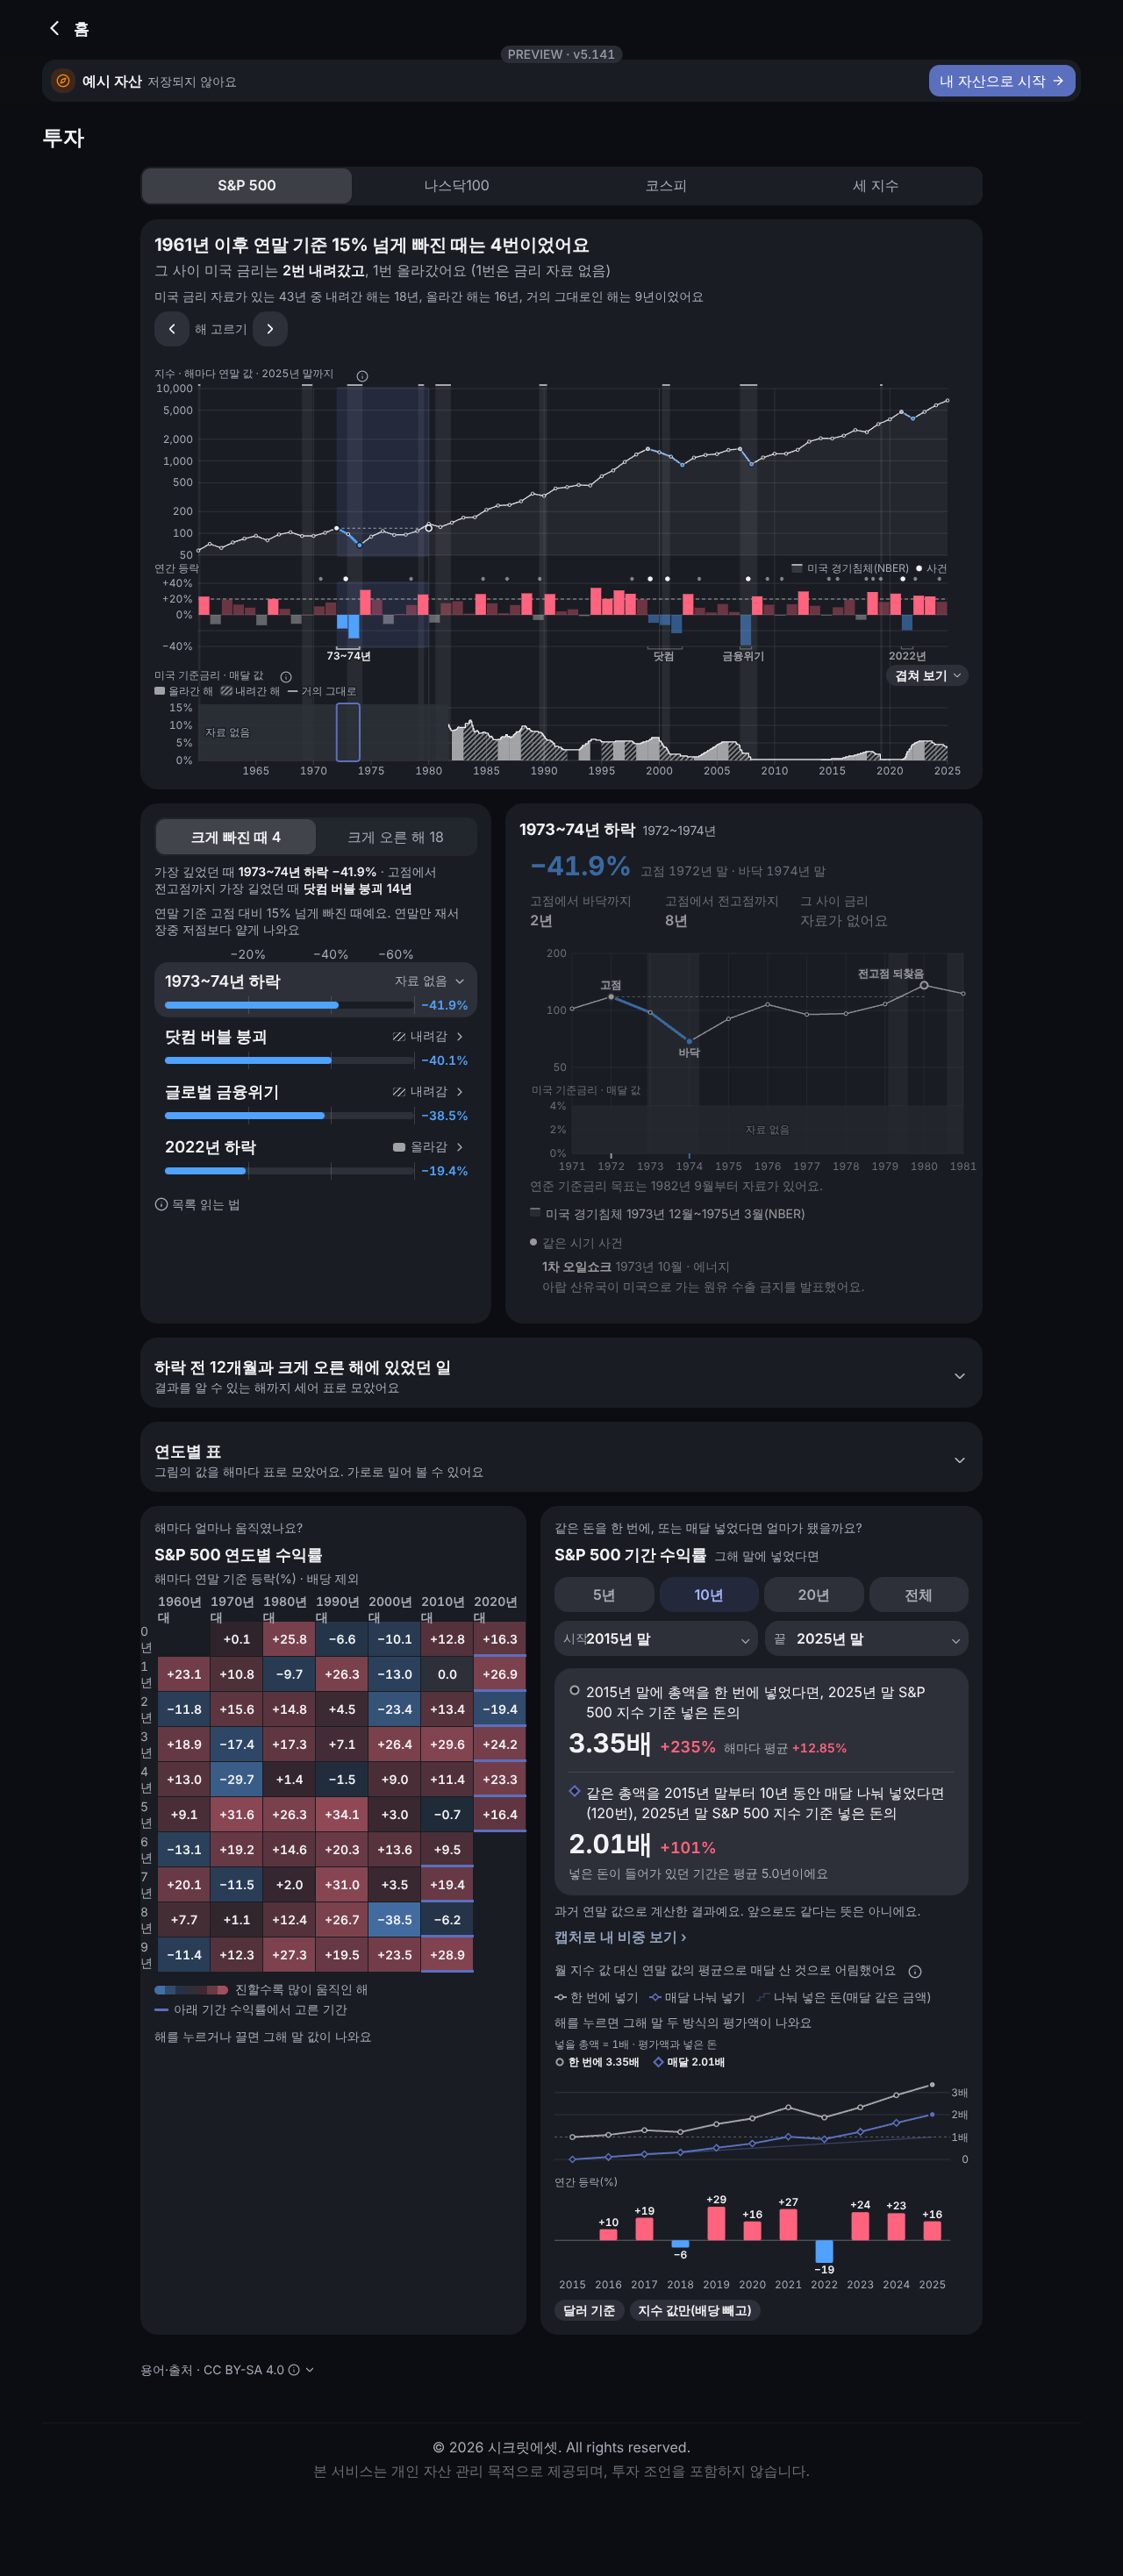 홈
PREVIEW · v5.141
예시 자산 저장되지 않아요
내 자산으로 시작 →
투자
S&P 500 나스닥100 코스피 세 지수
1961년 이후 연말 기준 15% 넘게 빠진 때는 4번이었어요
그 사이 미국 금리는 2번 내려갔고, 1번 올라갔어요 (1번은 금리 자료 없음)
미국 금리 자료가 있는 43년 중 내려간 해는 18년, 올라간 해는 16년, 거의 그대로인 해는 9년이었어요
해 고르기
지수 · 해마다 연말 값 · 2025년 말까지
10,000
5,000
2,000
1,000
500
200
100
50
연간 등락
미국 경기침체(NBER) 사건
+40%
+20%
0%
−40%
73~74년 닷컴 금융위기 2022년
미국 기준금리 · 매달 값
겹쳐 보기
올라간 해 내려간 해 거의 그대로
15%
10%
5%
0%
자료 없음
1965 1970 1975 1980 1985 1990 1995 2000 2005 2010 2015 2020 2025
크게 빠진 때 4 크게 오른 해 18
가장 깊었던 때 1973~74년 하락 −41.9% · 고점에서
전고점까지 가장 길었던 때 닷컴 버블 붕괴 14년
연말 기준 고점 대비 15% 넘게 빠진 때예요. 연말만 재서
장중 저점보다 얕게 나와요
−20% −40% −60%
1973~74년 하락 자료 없음
−41.9%
닷컴 버블 붕괴 내려감
−40.1%
글로벌 금융위기 내려감
−38.5%
2022년 하락 올라감
−19.4%
목록 읽는 법
1973~74년 하락 1972~1974년
−41.9% 고점 1972년 말 · 바닥 1974년 말
고점에서 바닥까지 고점에서 전고점까지 그 사이 금리
2년 8년 자료가 없어요
200
100
50
고점
바닥
전고점 되찾음
미국 기준금리 · 매달 값
4%
2%
0%
자료 없음
1971 1972 1973 1974 1975 1976 1977 1978 1979 1980 1981
연준 기준금리 목표는 1982년 9월부터 자료가 있어요.
미국 경기침체 1973년 12월~1975년 3월(NBER)
같은 시기 사건
1차 오일쇼크 1973년 10월 · 에너지
아랍 산유국이 미국으로 가는 원유 수출 금지를 발표했어요.
하락 전 12개월과 크게 오른 해에 있었던 일
결과를 알 수 있는 해까지 세어 표로 모았어요
연도별 표
그림의 값을 해마다 표로 모았어요. 가로로 밀어 볼 수 있어요
해마다 얼마나 움직였나요?
S&P 500 연도별 수익률
해마다 연말 기준 등락(%) · 배당 제외
1960년대 1970년대 1980년대 1990년대 2000년대 2010년대 2020년대
0년 +0.1 +25.8 −6.6 −10.1 +12.8 +16.3
1년 +23.1 +10.8 −9.7 +26.3 −13.0 0.0 +26.9
2년 −11.8 +15.6 +14.8 +4.5 −23.4 +13.4 −19.4
3년 +18.9 −17.4 +17.3 +7.1 +26.4 +29.6 +24.2
4년 +13.0 −29.7 +1.4 −1.5 +9.0 +11.4 +23.3
5년 +9.1 +31.6 +26.3 +34.1 +3.0 −0.7 +16.4
6년 −13.1 +19.2 +14.6 +20.3 +13.6 +9.5
7년 +20.1 −11.5 +2.0 +31.0 +3.5 +19.4
8년 +7.7 +1.1 +12.4 +26.7 −38.5 −6.2
9년 −11.4 +12.3 +27.3 +19.5 +23.5 +28.9
진할수록 많이 움직인 해
아래 기간 수익률에서 고른 기간
해를 누르거나 끌면 그해 말 값이 나와요
같은 돈을 한 번에, 또는 매달 넣었다면 얼마가 됐을까요?
S&P 500 기간 수익률 그해 말에 넣었다면
5년 10년 20년 전체
시작 2015년 말 끝 2025년 말
2015년 말에 총액을 한 번에 넣었다면, 2025년 말 S&P
500 지수 기준 넣은 돈의
3.35배 +235% 해마다 평균 +12.85%
같은 총액을 2015년 말부터 10년 동안 매달 나눠 넣었다면
(120번), 2025년 말 S&P 500 지수 기준 넣은 돈의
2.01배 +101%
넣은 돈이 들어가 있던 기간은 평균 5.0년이에요
과거 연말 값으로 계산한 결과예요. 앞으로도 같다는 뜻은 아니에요.
캡처로 내 비중 보기 ›
월 지수 값 대신 연말 값의 평균으로 매달 산 것으로 어림했어요
한 번에 넣기 매달 나눠 넣기 나눠 넣은 돈(매달 같은 금액)
해를 누르면 그해 말 두 방식의 평가액이 나와요
넣을 총액 = 1배 · 평가액과 넣은 돈
한 번에 3.35배 매달 2.01배
3배
2배
1배
0
연간 등락(%)
+10 +19 −6 +29 +16 +27 −19 +24 +23 +16
2015 2016 2017 2018 2019 2020 2021 2022 2023 2024 2025
달러 기준 지수 값만(배당 빼고)
용어·출처 · CC BY-SA 4.0
© 2026 시크릿에셋. All rights reserved.
본 서비스는 개인 자산 관리 목적으로 제공되며, 투자 조언을 포함하지 않습니다.